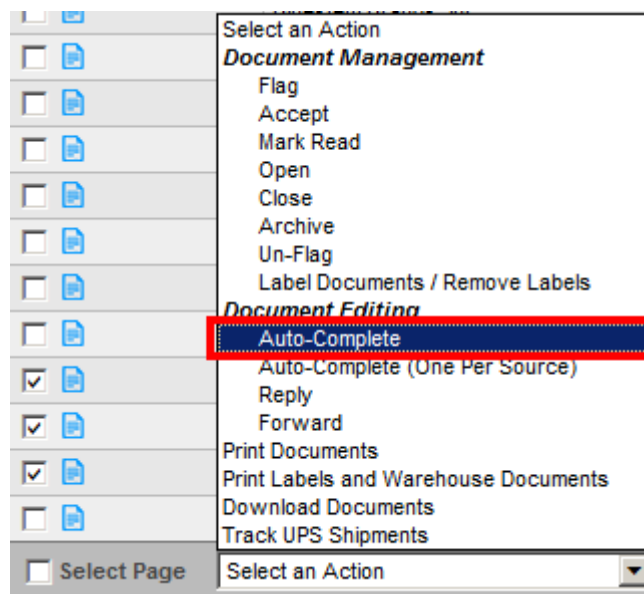 Select an Action
Document Management
Flag
Accept
Mark Read
Open
Close
Archive
Un-Flag
Label Documents / Remove Labels
Document Editing
Auto-Complete
Auto-Complete (One Per Source)
Reply
Forward
Print Documents
Print Labels and Warehouse Documents
Download Documents
Track UPS Shipments
Select Page
Select an Action